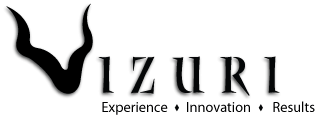 VIZURI
Experience ♦ Innovation ♦ Results